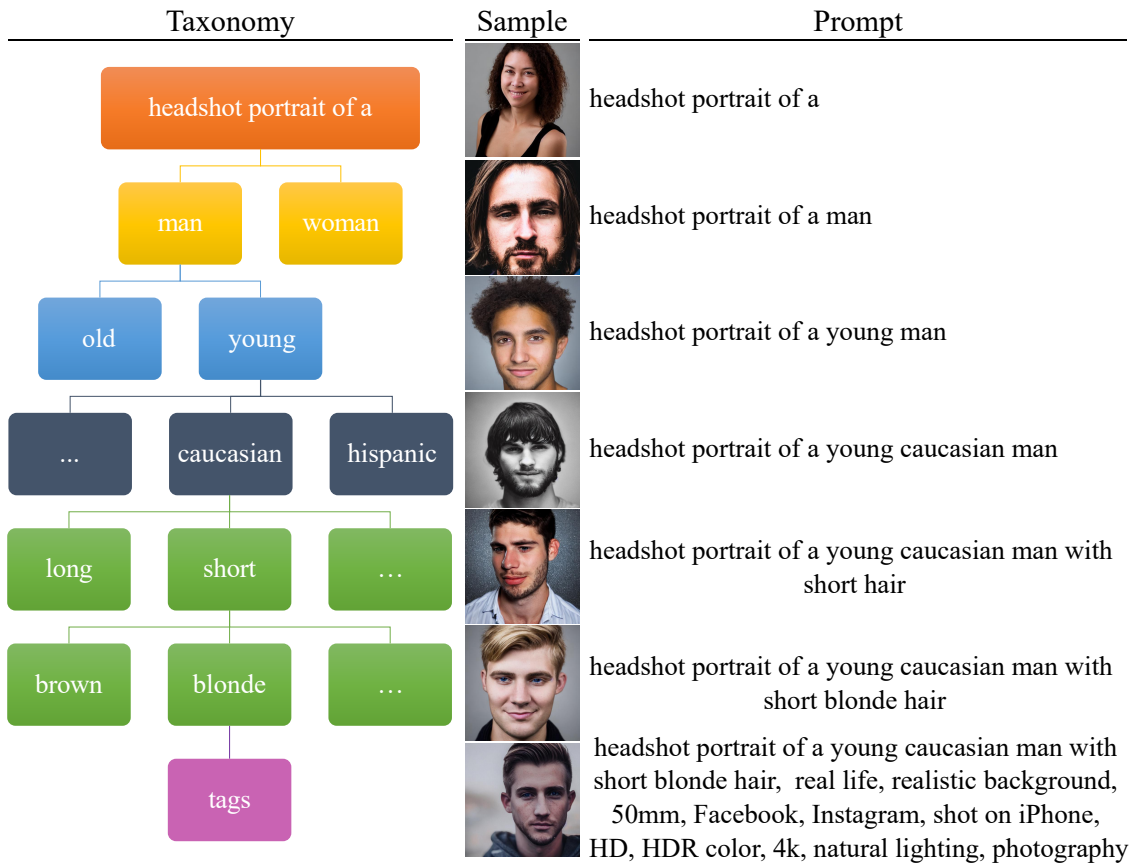 Taxonomy
Sample
Prompt
headshot portrait of a
headshot portrait of a
man
woman
headshot portrait of a man
old
young
headshot portrait of a young man
...
caucasian
hispanic
headshot portrait of a young caucasian man
long
short
…
headshot portrait of a young caucasian man with
short hair
brown
blonde
…
headshot portrait of a young caucasian man with
short blonde hair
tags
headshot portrait of a young caucasian man with
short blonde hair, real life, realistic background,
50mm, Facebook, Instagram, shot on iPhone,
HD, HDR color, 4k, natural lighting, photography